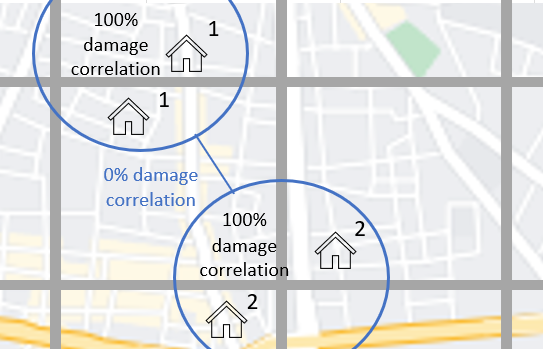 100%
damage
correlation
1
1
0% damage
correlation
100%
damage
correlation
2
2